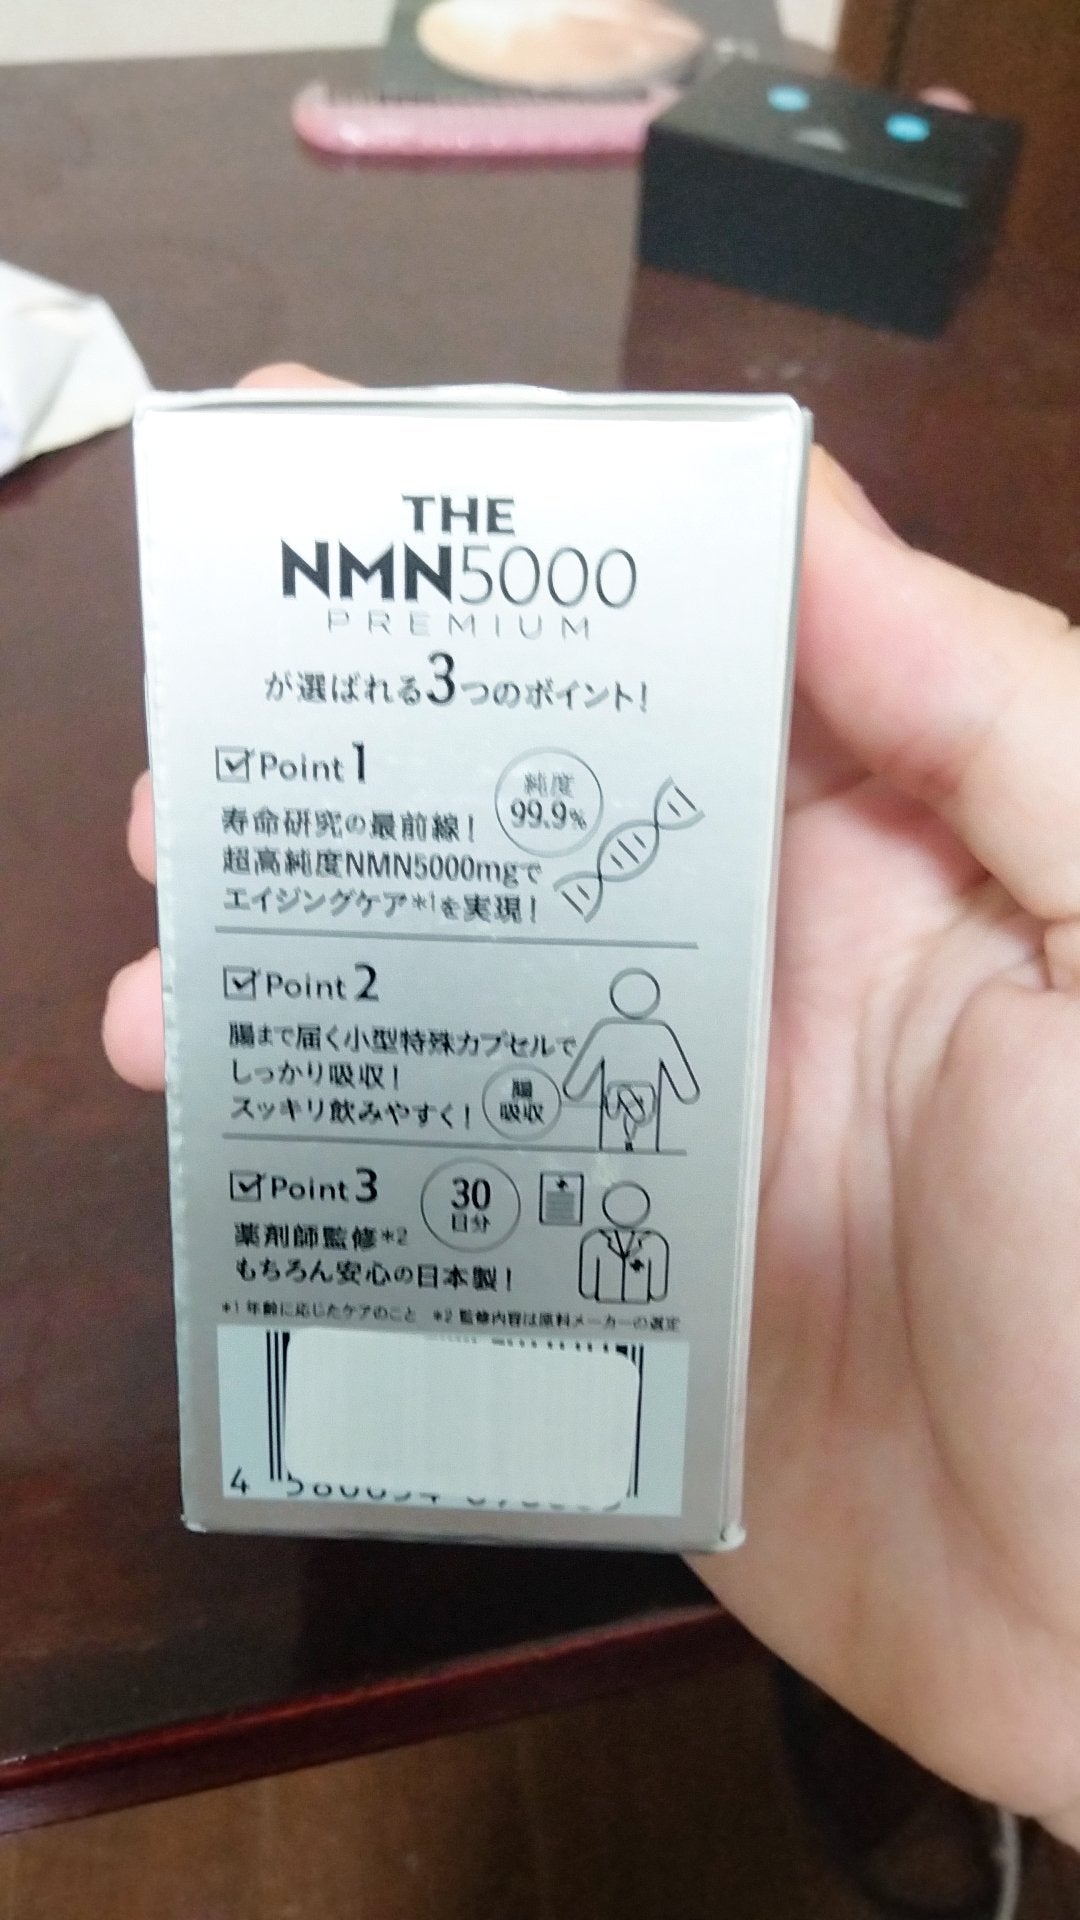 THE
NMN5000
PREMIUM
が選ばれる3つのポイント!
Point 1
純度
99.9%
寿命研究の最前線!
超高純度NMN5000mgで
エイジングケア*1を実現!
Point 2
腸まで届く小型特殊カプセルで
しっかり吸収!
スッキリ飲みやすく!
腸
吸収
Point 3
30
日分
薬剤師監修*2
もちろん安心の日本製!
*1 年齢に応じたケアのこと *2 監修内容は原料メーカーの選定
4